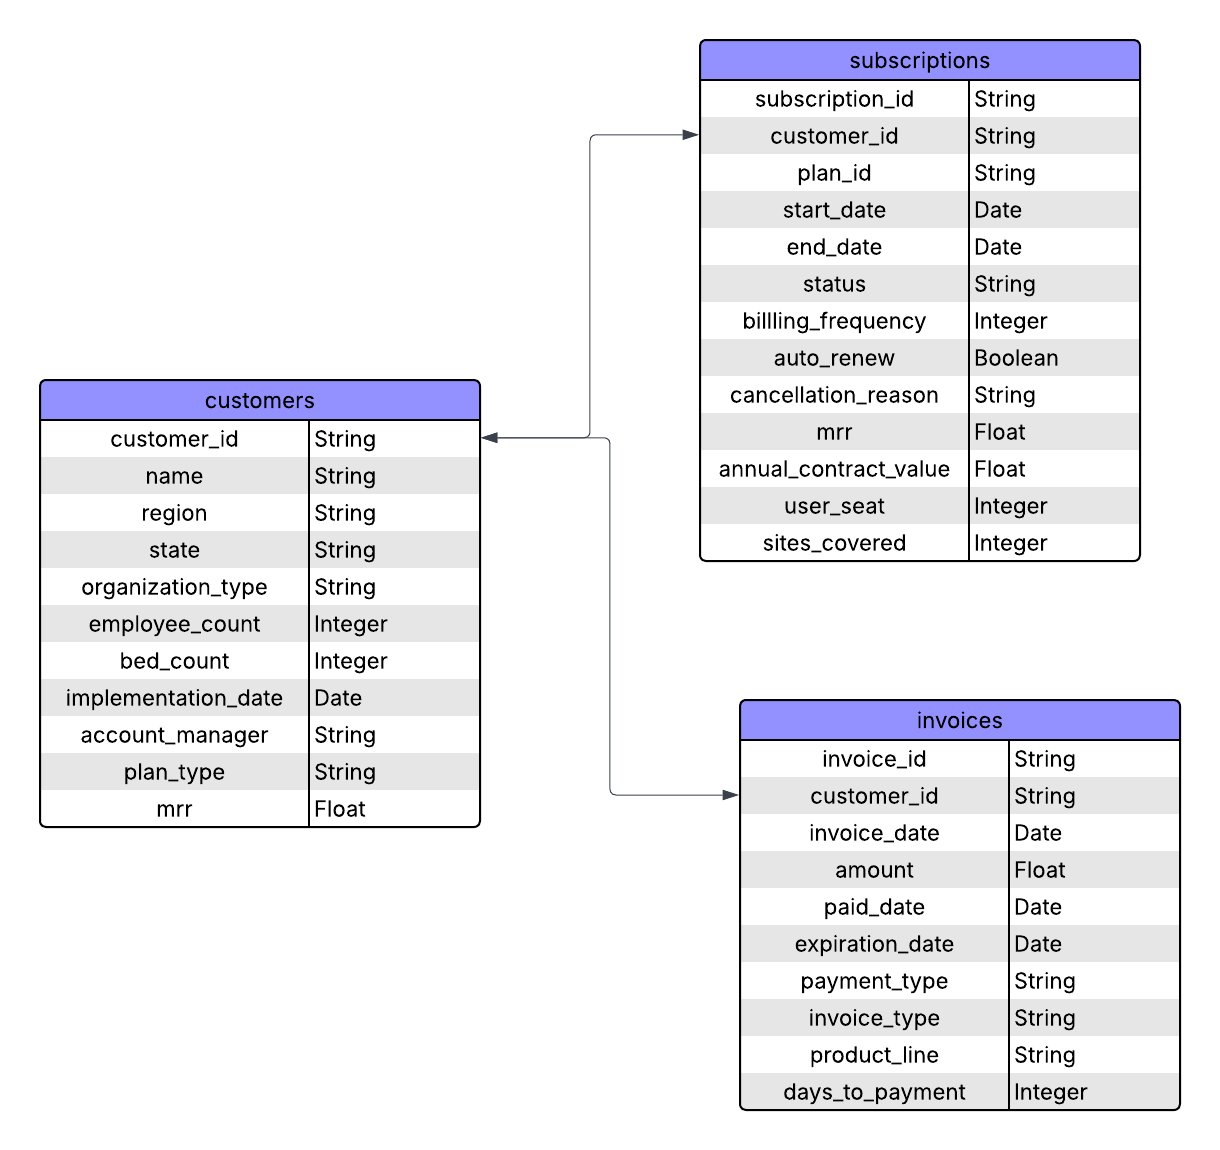 subscriptions
subscription_id String
customer_id String
plan_id String
start_date Date
end_date Date
status String
billling_frequency Integer
auto_renew Boolean
cancellation_reason String
mrr Float
annual_contract_value Float
user_seat Integer
sites_covered Integer
customers
customer_id String
name String
region String
state String
organization_type String
employee_count Integer
bed_count Integer
implementation_date Date
account_manager String
plan_type String
mrr Float
invoices
invoice_id String
customer_id String
invoice_date Date
amount Float
paid_date Date
expiration_date Date
payment_type String
invoice_type String
product_line String
days_to_payment Integer